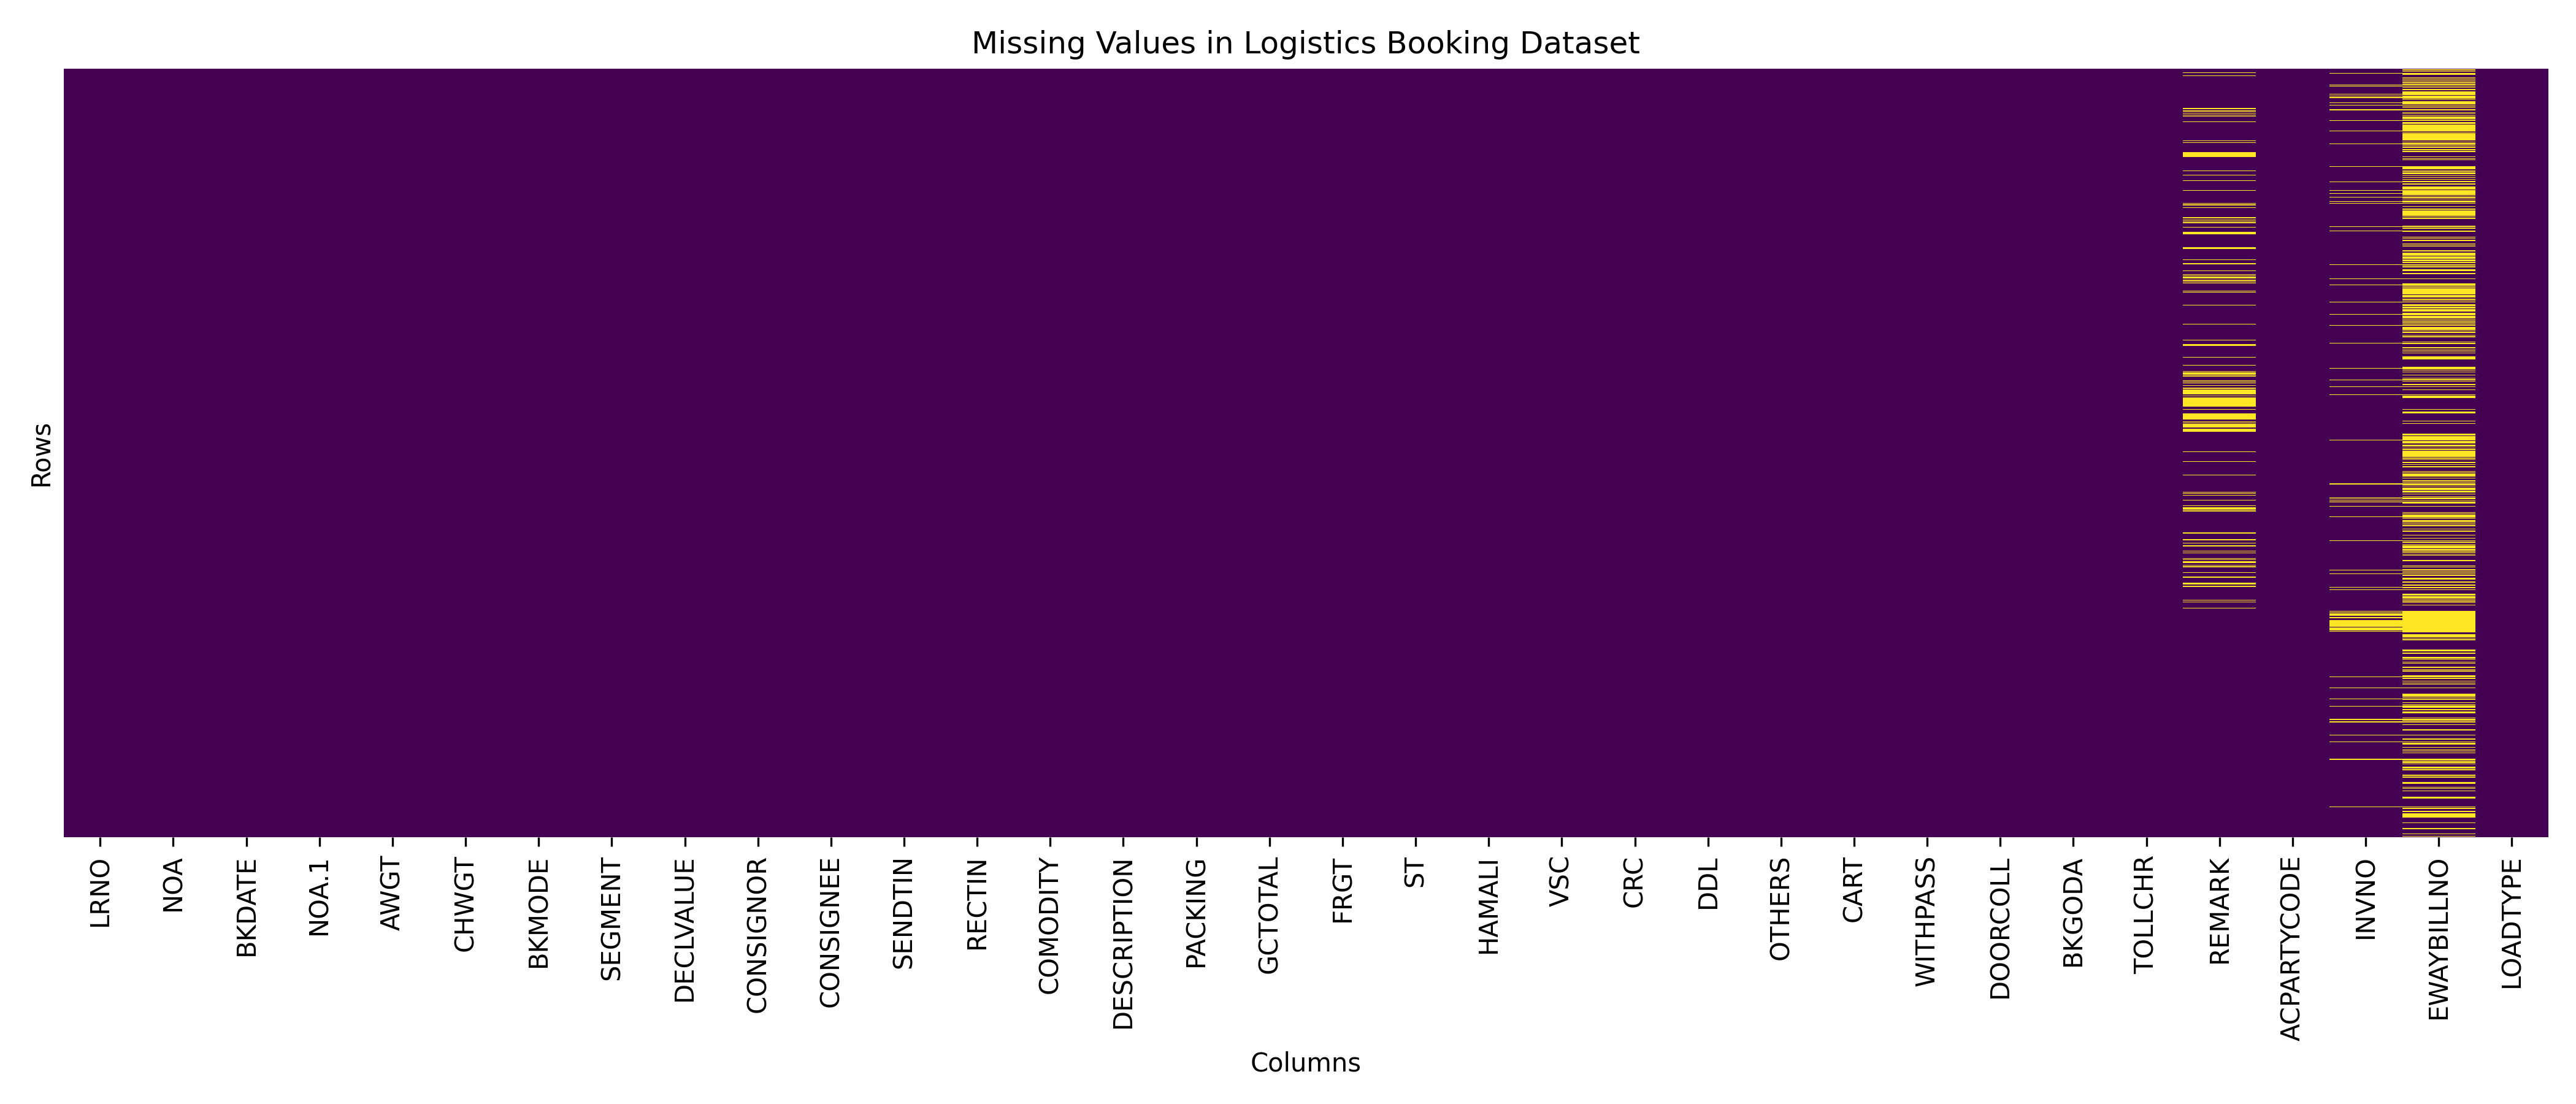 Missing Values in Logistics Booking Dataset
Rows
LRNO
NOA
BKDATE
NOA.1
AWGT
CHWGT
BKMODE
SEGMENT
DECLVALUE
CONSIGNOR
CONSIGNEE
SENDTIN
RECTIN
COMODITY
DESCRIPTION
PACKING
GCTOTAL
FRGT
ST
HAMALI
VSC
CRC
DDL
OTHERS
CART
WITHPASS
DOORCOLL
BKGODA
TOLLCHR
REMARK
ACPARTYCODE
INVNO
EWAYBILLNO
LOADTYPE
Columns